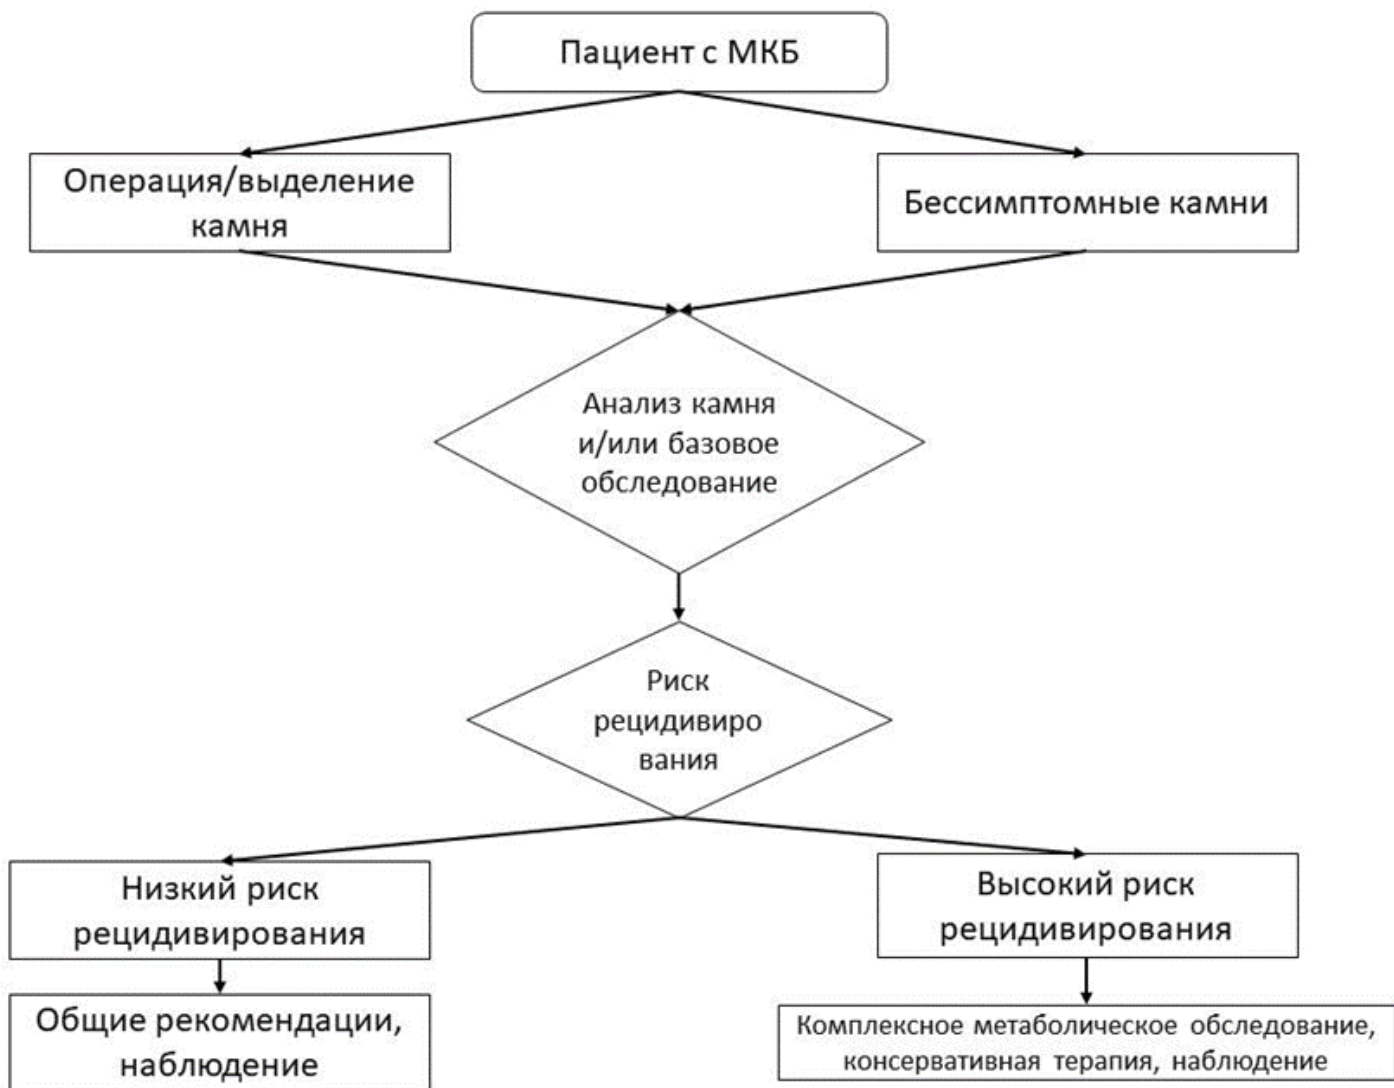 Пациент с МКБ
Операция/выделение
камня
Бессимптомные камни
Анализ камня
и/или базовое
обследование
Риск
рецидивиро
вания
Низкий риск
рецидивирования
Высокий риск
рецидивирования
Общие рекомендации,
наблюдение
Комплексное метаболическое обследование,
консервативная терапия, наблюдение